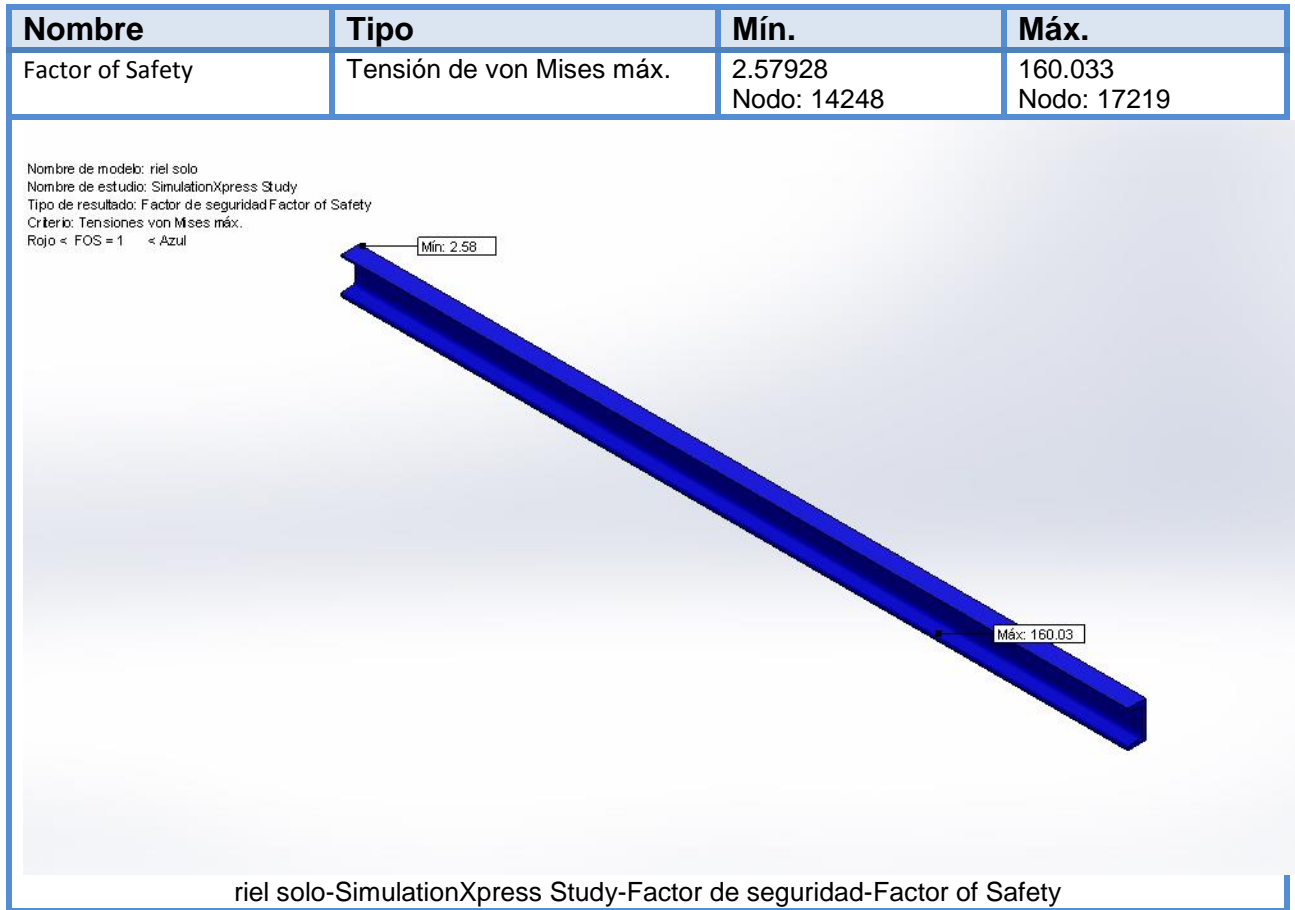 Nombre Tipo Mín. Máx.
Factor of Safety Tensión de von Mises máx. 2.57928 160.033
Nodo: 14248 Nodo: 17219
Nombre de modelo: riel solo
Nombre de estudio: SimulationXpress Study
Tipo de resultado: Factor de seguridad Factor of Safety
Criterio: Tensiones von Mises máx.
Rojo < FOS = 1 < Azul
Mín: 2.58
Máx: 160.03
riel solo-SimulationXpress Study-Factor de seguridad-Factor of Safety